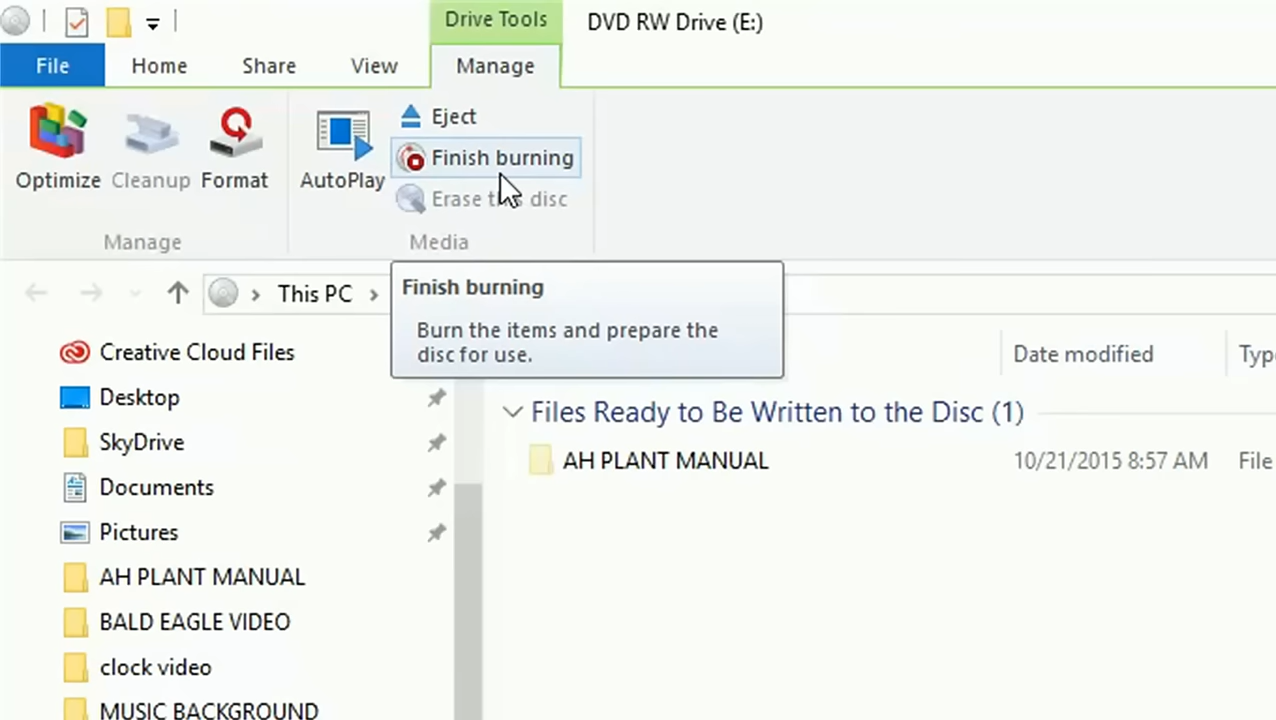 Drive Tools
DVD RW Drive (E:)
File
Home
Share
View
Manage
Optimize
Cleanup
Format
AutoPlay
Eject
Finish burning
Erase this disc
Manage
Media
This PC
Finish burning
Burn the items and prepare the
disc for use.
Date modified
Creative Cloud Files
Desktop
SkyDrive
Documents
Pictures
AH PLANT MANUAL
BALD EAGLE VIDEO
clock video
MUSIC BACKGROUND
Files Ready to Be Written to the Disc (1)
AH PLANT MANUAL
10/21/2015 8:57 AM
File